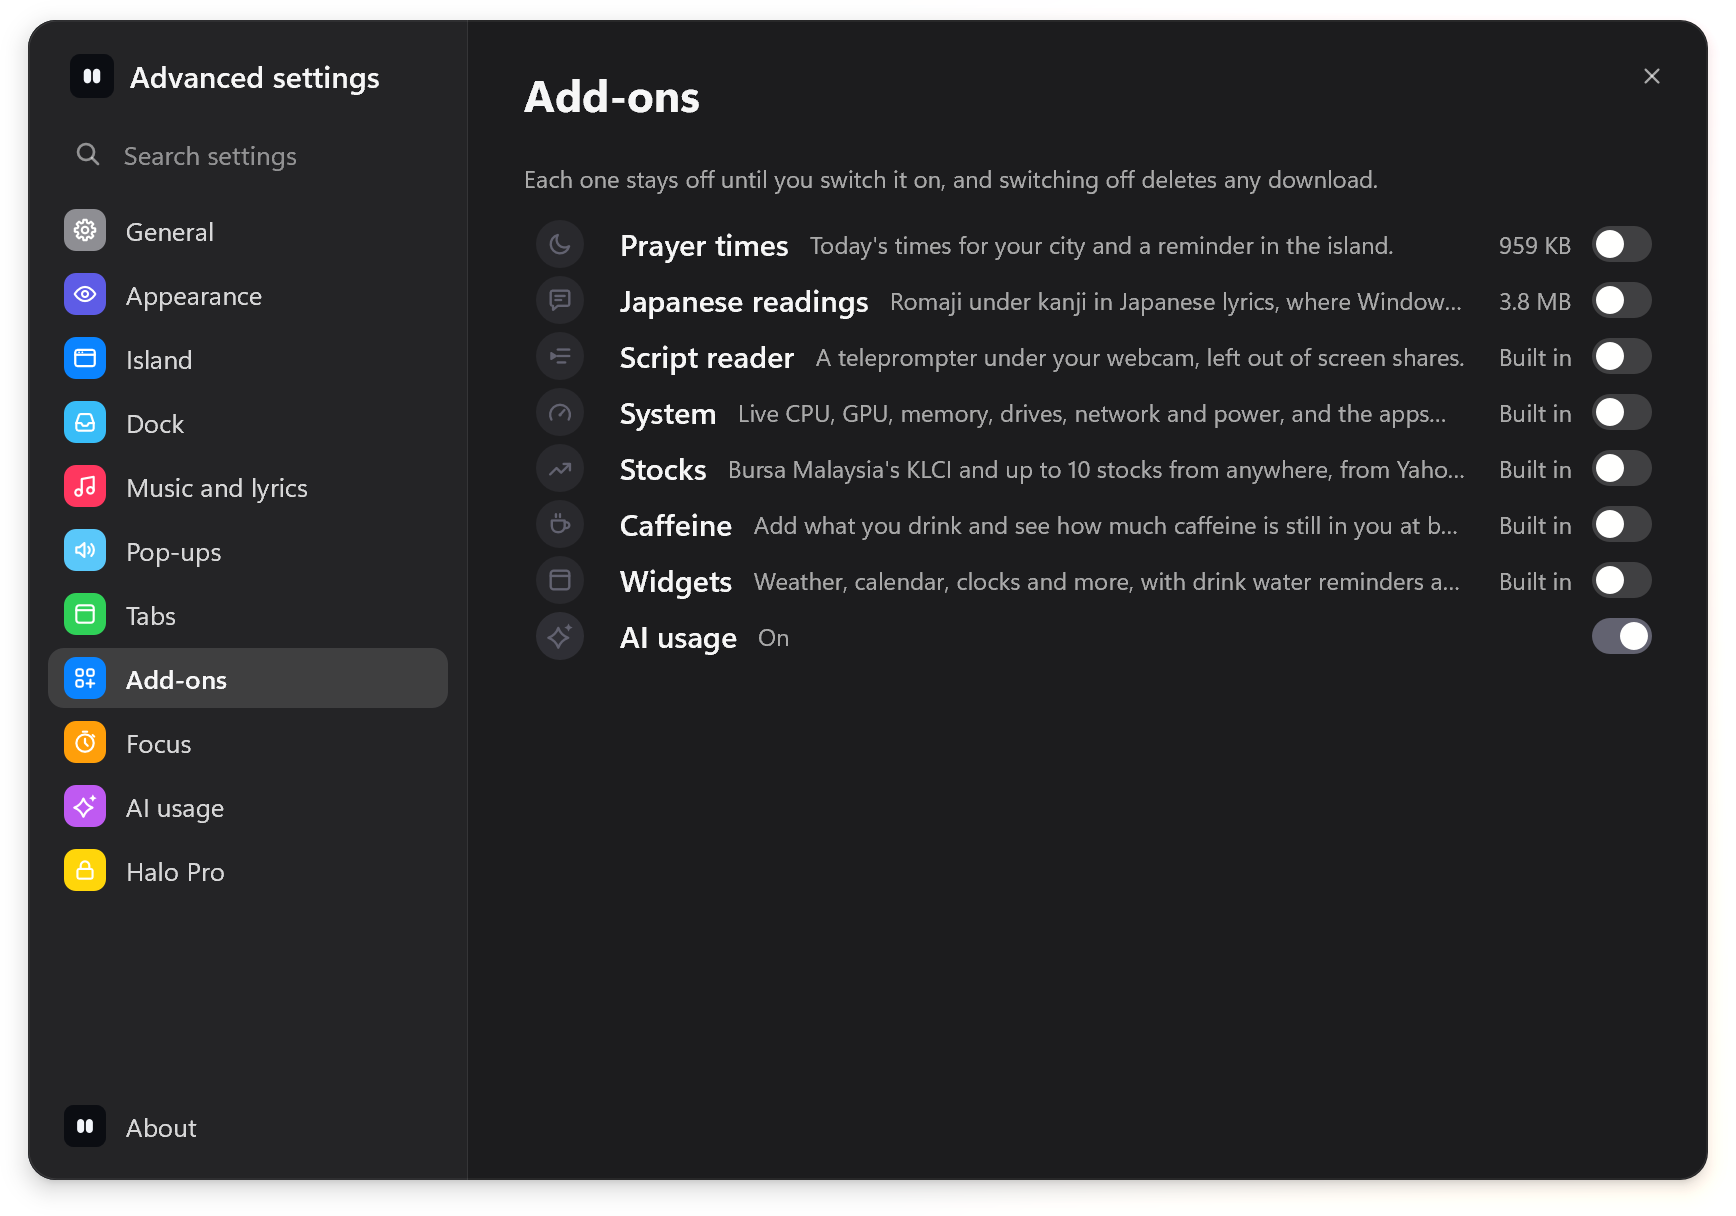 Advanced settings
Search settings
General
Appearance
Island
Dock
Music and lyrics
Pop-ups
Tabs
Add-ons
Focus
AI usage
Halo Pro
About
Add-ons
Each one stays off until you switch it on, and switching off deletes any download.
Prayer times Today's times for your city and a reminder in the island. 959 KB
Japanese readings Romaji under kanji in Japanese lyrics, where Window... 3.8 MB
Script reader A teleprompter under your webcam, left out of screen shares. Built in
System Live CPU, GPU, memory, drives, network and power, and the apps... Built in
Stocks Bursa Malaysia's KLCI and up to 10 stocks from anywhere, from Yaho... Built in
Caffeine Add what you drink and see how much caffeine is still in you at b... Built in
Widgets Weather, calendar, clocks and more, with drink water reminders a... Built in
AI usage On